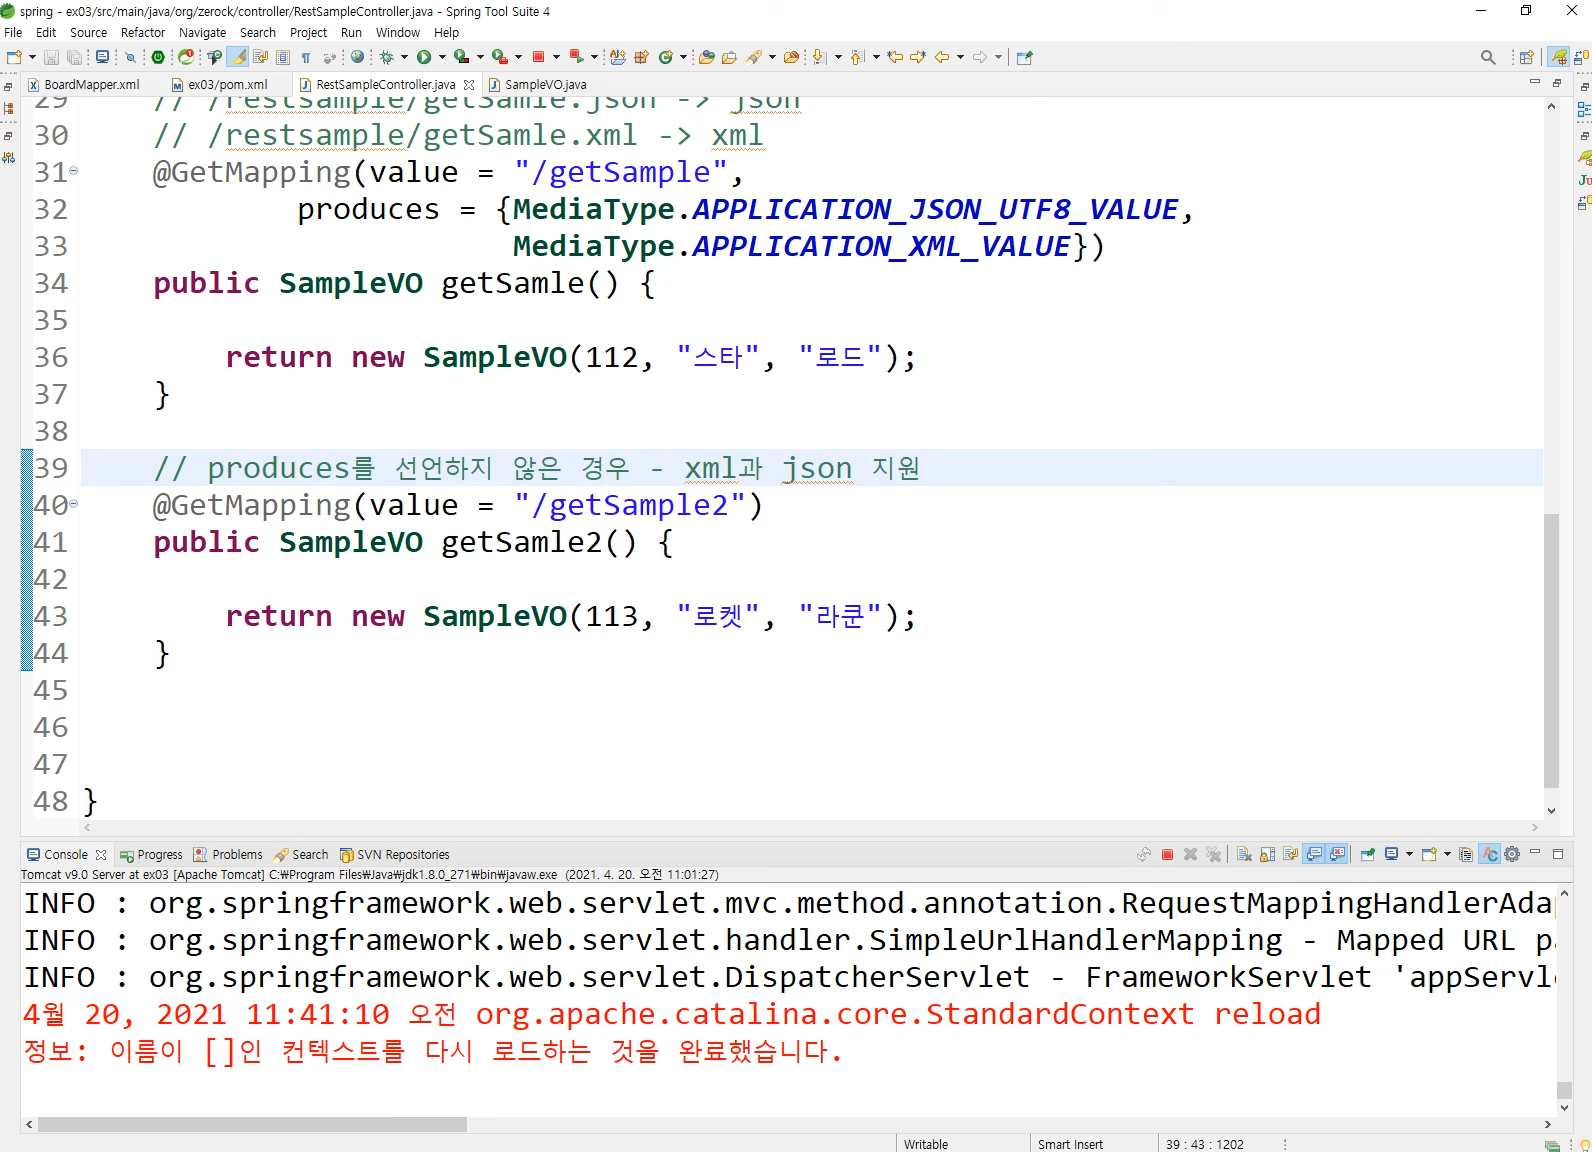 spring - ex03/src/main/java/org/zerock/controller/RestSampleController.java - Spring Tool Suite 4
File Edit Source Refactor Navigate Search Project Run Window Help
BoardMapper.xml ex03/pom.xml RestSampleController.java SampleVO.java
29 // /restsample/getSamle.json -> json
30 // /restsample/getSamle.xml -> xml
31 @GetMapping(value = "/getSample",
32 produces = {MediaType.APPLICATION_JSON_UTF8_VALUE,
33 MediaType.APPLICATION_XML_VALUE})
34 public SampleVO getSamle() {
35
36 return new SampleVO(112, "스타", "로드");
37 }
38
39 // produces를 선언하지 않은 경우 - xml과 json 지원
40 @GetMapping(value = "/getSample2")
41 public SampleVO getSamle2() {
42
43 return new SampleVO(113, "로켓", "라쿤");
44 }
45
46
47
48 }
Console Progress Problems Search SVN Repositories
Tomcat v9.0 Server at ex03 [Apache Tomcat] C:₩Program Files₩Java₩jdk1.8.0_271₩bin₩javaw.exe (2021. 4. 20. 오전 11:01:27)
INFO : org.springframework.web.servlet.mvc.method.annotation.RequestMappingHandlerAda
INFO : org.springframework.web.servlet.handler.SimpleUrlHandlerMapping - Mapped URL p
INFO : org.springframework.web.servlet.DispatcherServlet - FrameworkServlet 'appServl
4월 20, 2021 11:41:10 오전 org.apache.catalina.core.StandardContext reload
정보: 이름이 []인 컨텍스트를 다시 로드하는 것을 완료했습니다.
Writable Smart Insert 39 : 43 : 1202